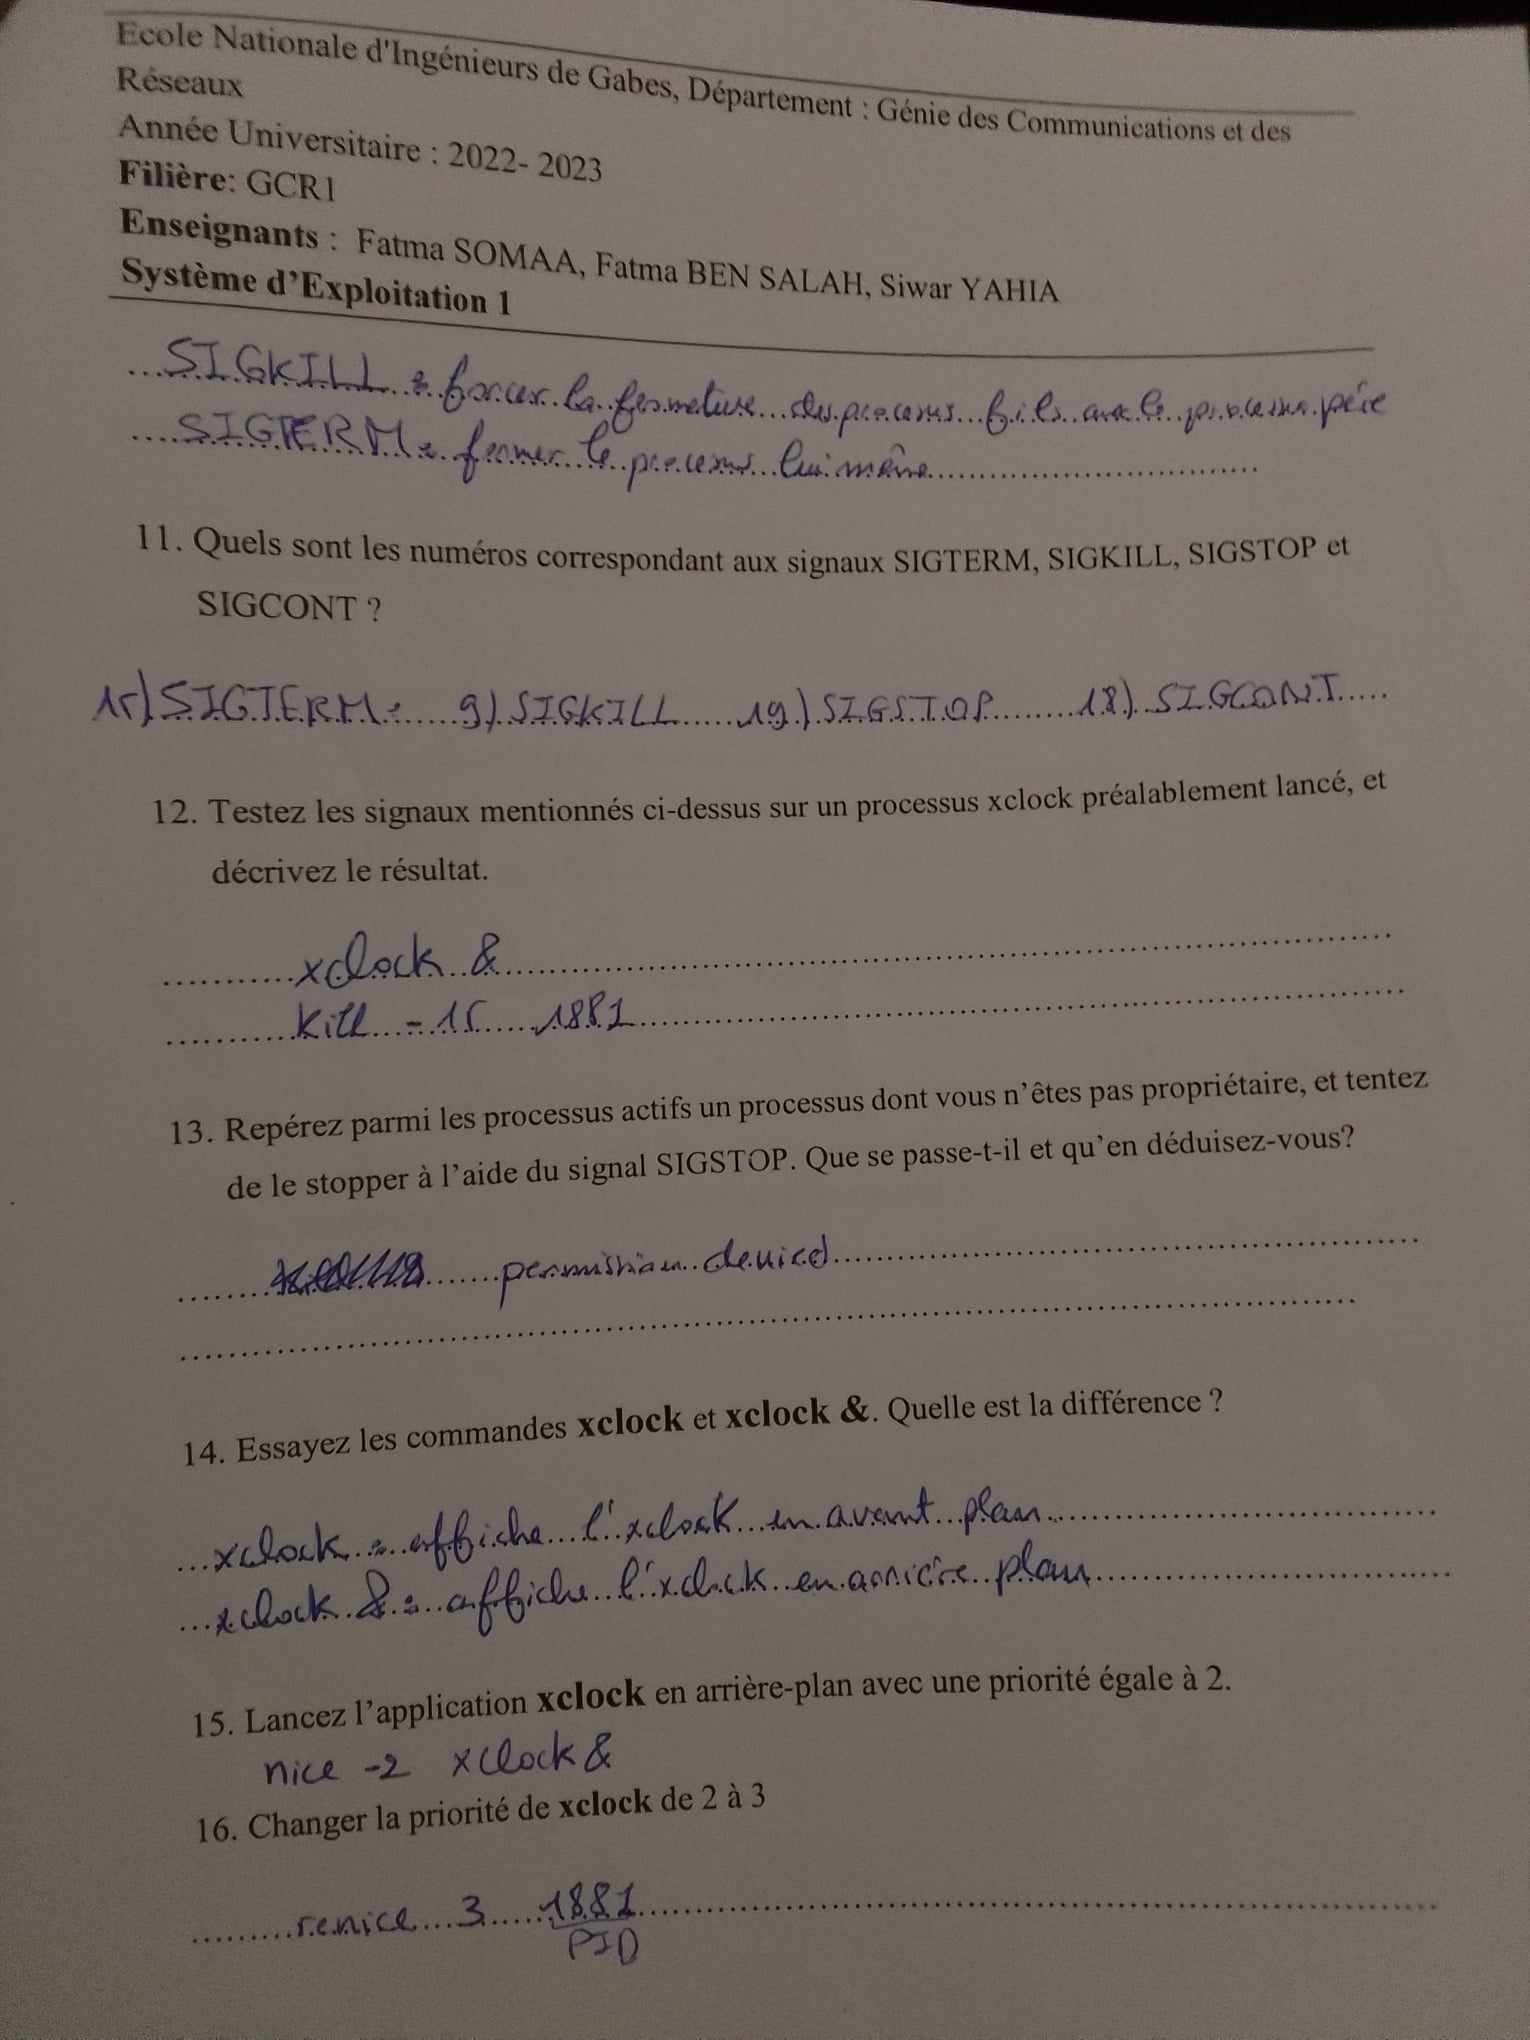 Ecole Nationale d'Ingénieurs de Gabes, Département : Génie des Communications et des
Réseaux
Année Universitaire : 2022- 2023
Filière: GCR1
Enseignants : Fatma SOMAA, Fatma BEN SALAH, Siwar YAHIA
Système d'Exploitation 1
SIGKILL : forcer la fermeture des processus fils avec le processus père
SIGTERM : fermer le processus lui même
11. Quels sont les numéros correspondant aux signaux SIGTERM, SIGKILL, SIGSTOP et
SIGCONT ?
15) SIGTERM : 9) SIGKILL 19) SIGSTOP 18) SIGCONT
12. Testez les signaux mentionnés ci-dessus sur un processus xclock préalablement lancé, et
décrivez le résultat.
xclock &
kill -15 1881
13. Repérez parmi les processus actifs un processus dont vous n'êtes pas propriétaire, et tentez
de le stopper à l'aide du signal SIGSTOP. Que se passe-t-il et qu'en déduisez-vous?
permission denied
14. Essayez les commandes xclock et xclock &. Quelle est la différence ?
xclock : affiche l'xclock en avant plan
xclock & : affiche l'xclock en arrière plan
15. Lancez l'application xclock en arrière-plan avec une priorité égale à 2.
nice -2 xclock &
16. Changer la priorité de xclock de 2 à 3
renice 3 1881
PID